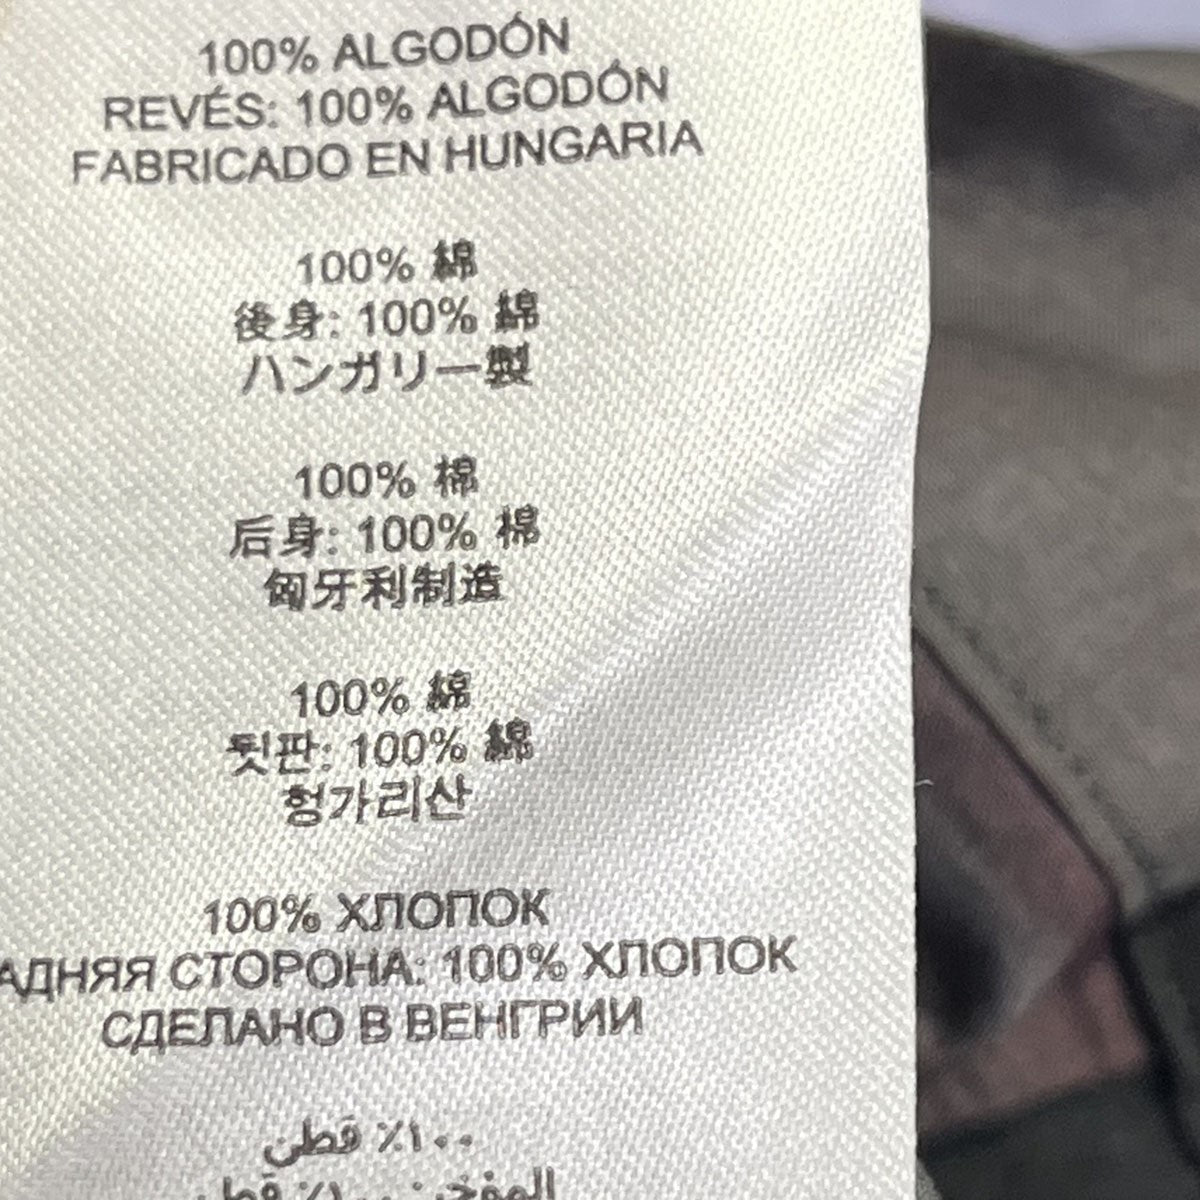 100% ALGODÓN
REVÉS: 100% ALGODÓN
FABRICADO EN HUNGARIA
100% 綿
後身: 100% 綿
ハンガリー製
100% 棉
后身: 100% 棉
匈牙利制造
100% 綿
뒷판: 100% 綿
헝가리산
100% ХЛОПОК
АДНЯЯ СТОРОНА: 100% ХЛОПОК
СДЕЛАНО В ВЕНГРИИ
١٠٠٪ قطن